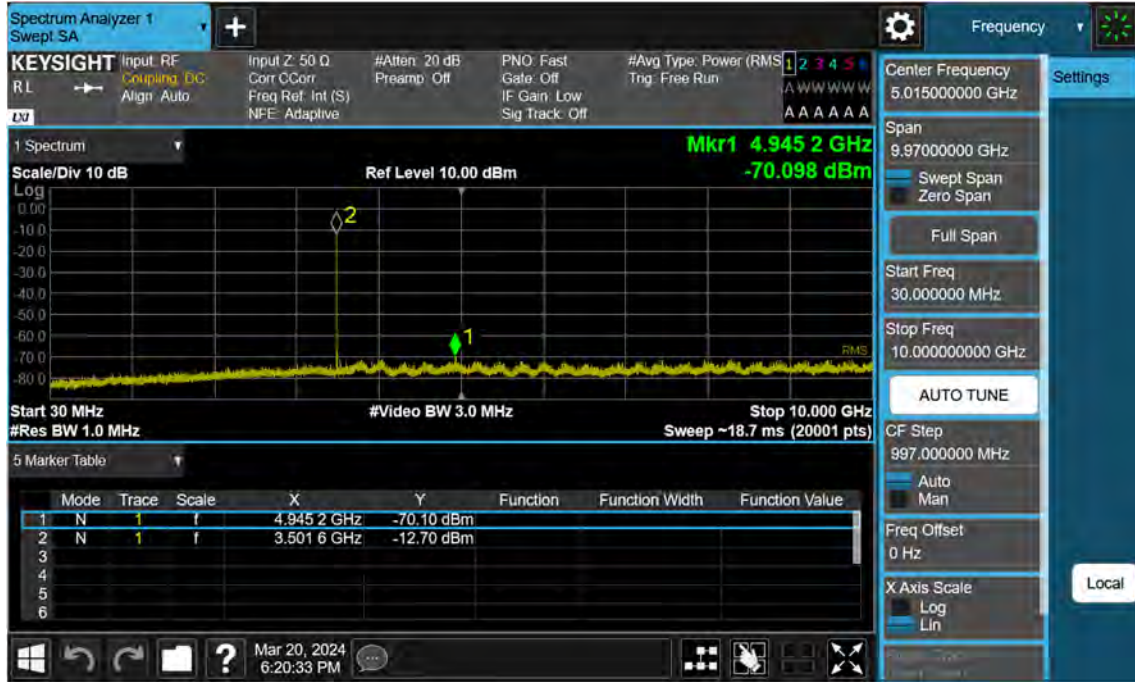 Spectrum Analyzer 1
Swept SA
+
Frequency
KEYSIGHT
RL
LXI
Input: RF
Coupling: DC
Align: Auto
Input Z: 50 Ω
Corr CCorr
Freq Ref: Int (S)
NFE: Adaptive
#Atten: 20 dB
Preamp: Off
PNO: Fast
Gate: Off
IF Gain: Low
Sig Track: Off
#Avg Type: Power (RMS
Trig: Free Run
1 2 3 4 5 6
A W W W W W
A A A A A A
1 Spectrum
Scale/Div 10 dB
Ref Level 10.00 dBm
Mkr1 4.945 2 GHz
-70.098 dBm
Log
0.00
-10.0
-20.0
-30.0
-40.0
-50.0
-60.0
-70.0
-80.0
2
1
RMS
Start 30 MHz
#Video BW 3.0 MHz
Stop 10.000 GHz
#Res BW 1.0 MHz
Sweep ~18.7 ms (20001 pts)
5 Marker Table
Mode Trace Scale X Y Function Function Width Function Value
1 N 1 f 4.945 2 GHz -70.10 dBm
2 N 1 f 3.501 6 GHz -12.70 dBm
3
4
5
6
?
Mar 20, 2024
6:20:33 PM
Center Frequency
5.015000000 GHz
Span
9.97000000 GHz
Swept Span
Zero Span
Full Span
Start Freq
30.000000 MHz
Stop Freq
10.000000000 GHz
AUTO TUNE
CF Step
997.000000 MHz
Auto
Man
Freq Offset
0 Hz
X Axis Scale
Log
Lin
Settings
Local